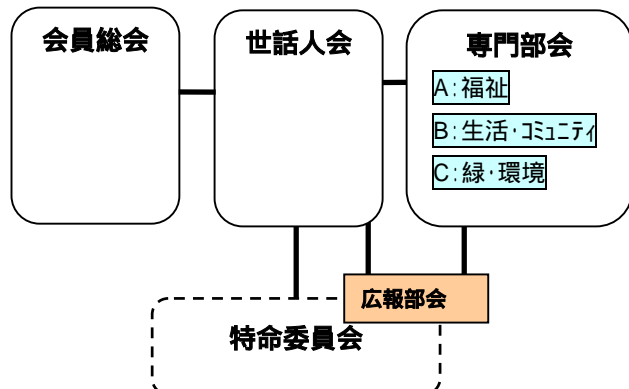 会員総会
世話人会
専門部会
A:福祉
B:生活・ｺﾐｭﾆﾃｨ
C:緑・環境
広報部会
特命委員会